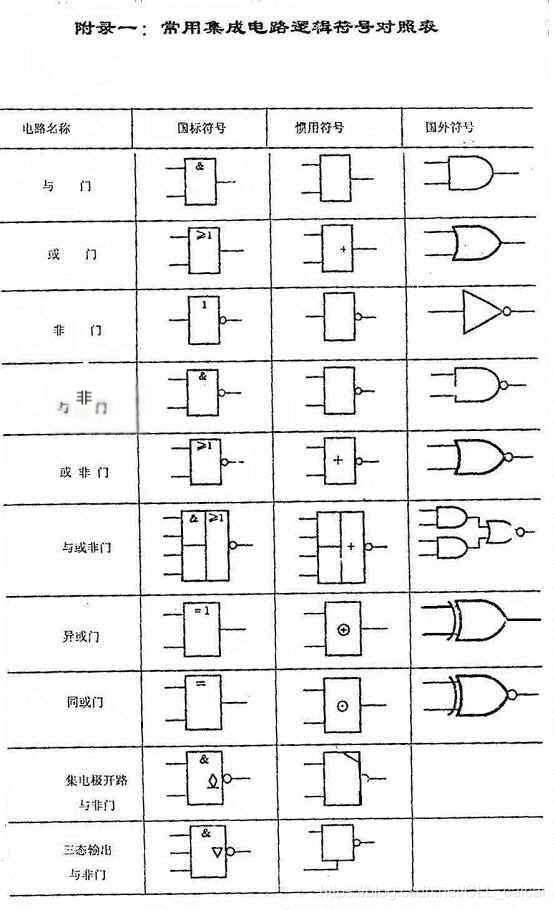 附录一：常用集成电路逻辑符号对照表
电路名称 国标符号 惯用符号 国外符号
与 门 &
或 门 ≥1 +
非 门 1
与 非 门 &
或 非 门 ≥1 +
与或非门 & ≥1 +
异或门 =1
同或门 =
集电极开路 &
与非门
三态输出 &
与非门